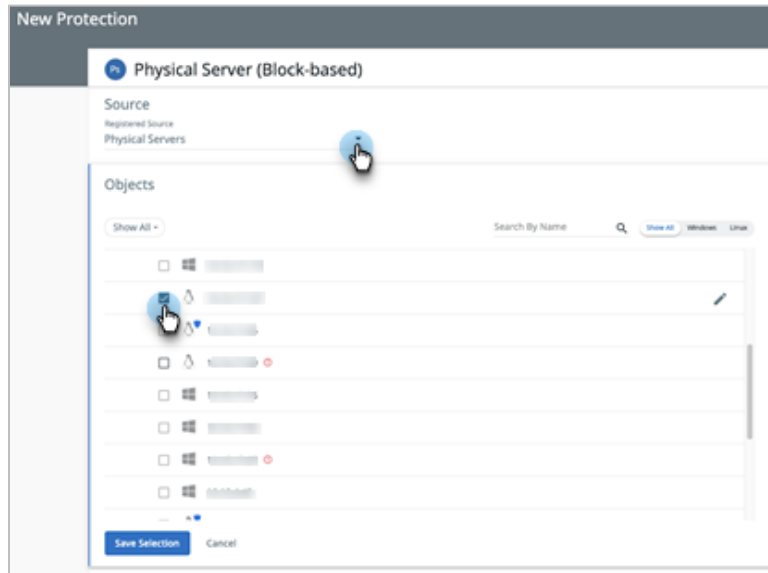 New Protection
Ps Physical Server (Block-based)
Source
Registered Source
Physical Servers
Objects
Show All
Search By Name
Show All Windows Linux
Save Selection Cancel